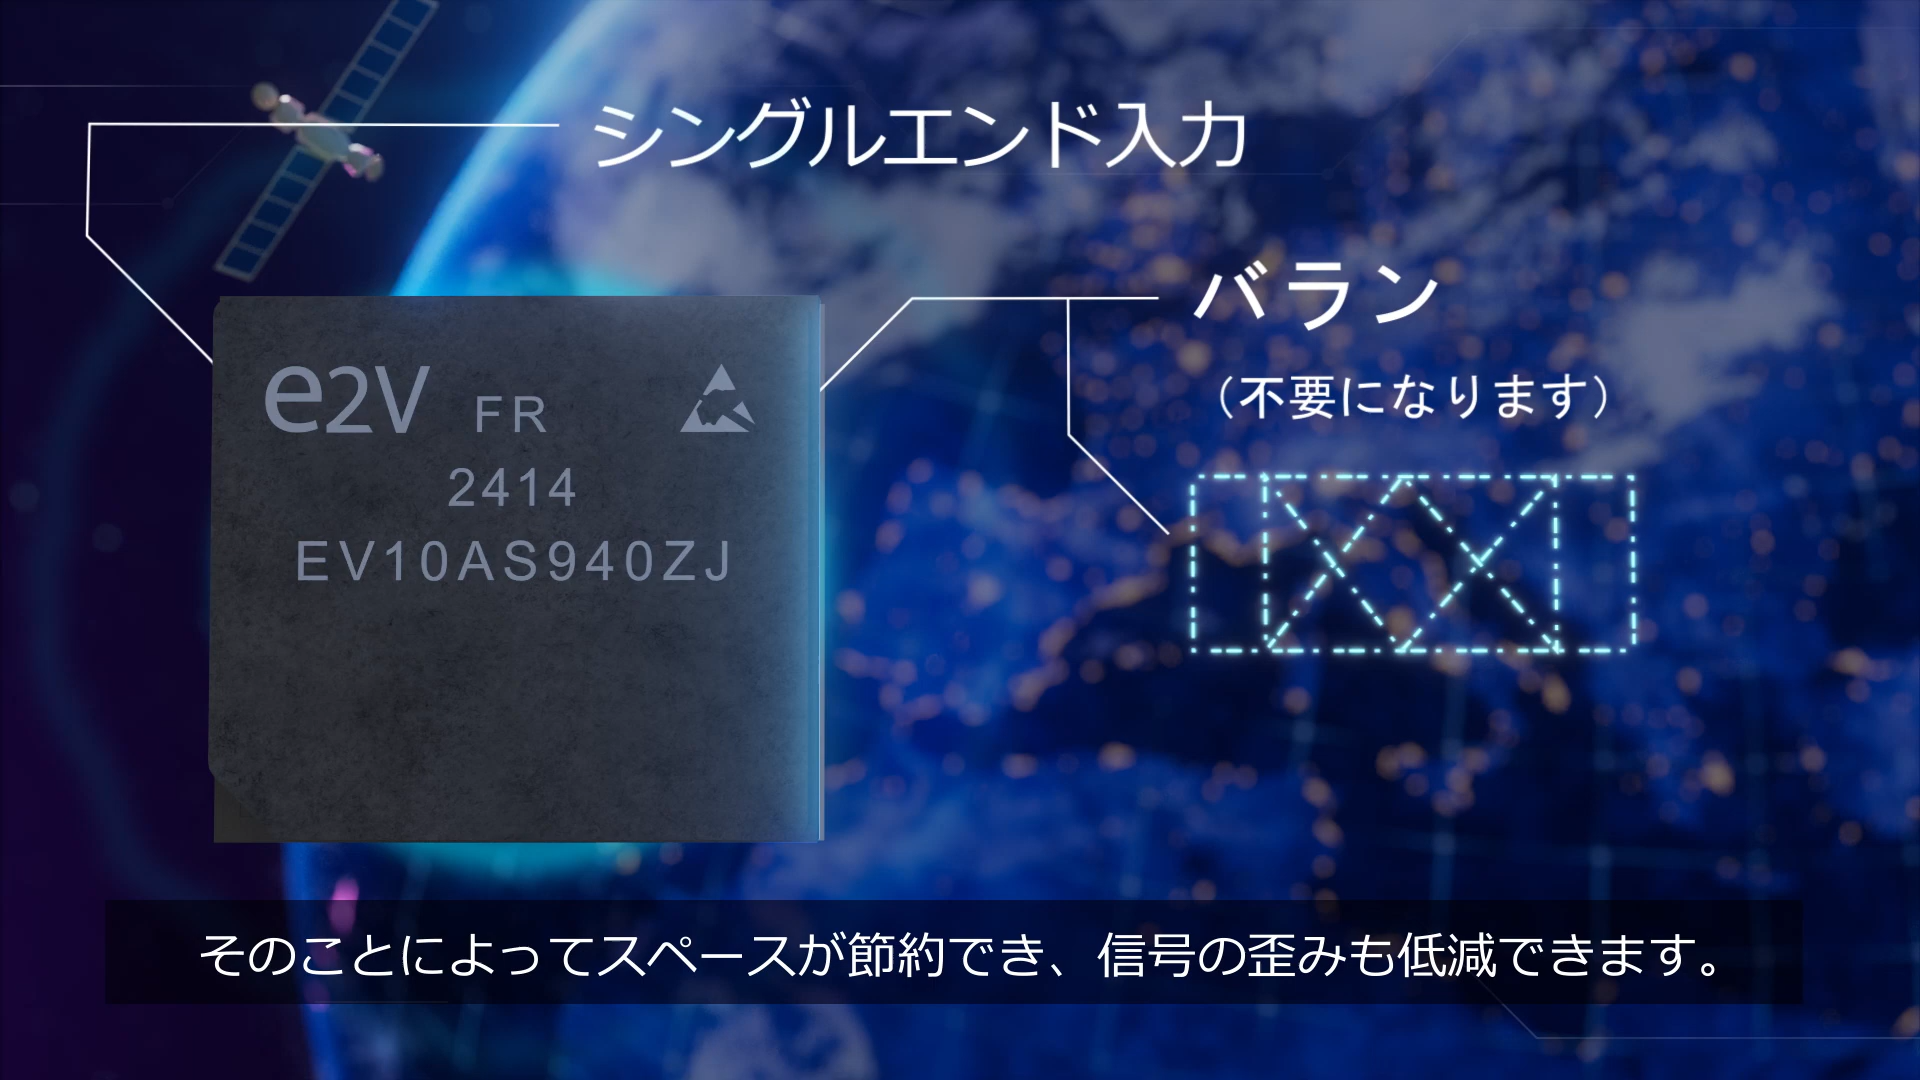 シングルエンド入力
バラン
（不要になります）
e2v FR
2414
EV10AS940ZJ
そのことによってスペースが節約でき、信号の歪みも低減できます。